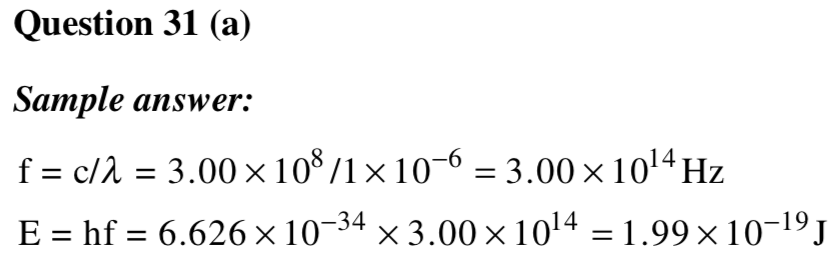 Question 31 (a)
Sample answer:
f = c/λ = 3.00 × 10⁸ /1 × 10⁻⁶ = 3.00 × 10¹⁴ Hz
E = hf = 6.626 × 10⁻³⁴ × 3.00 × 10¹⁴ = 1.99 × 10⁻¹⁹ J